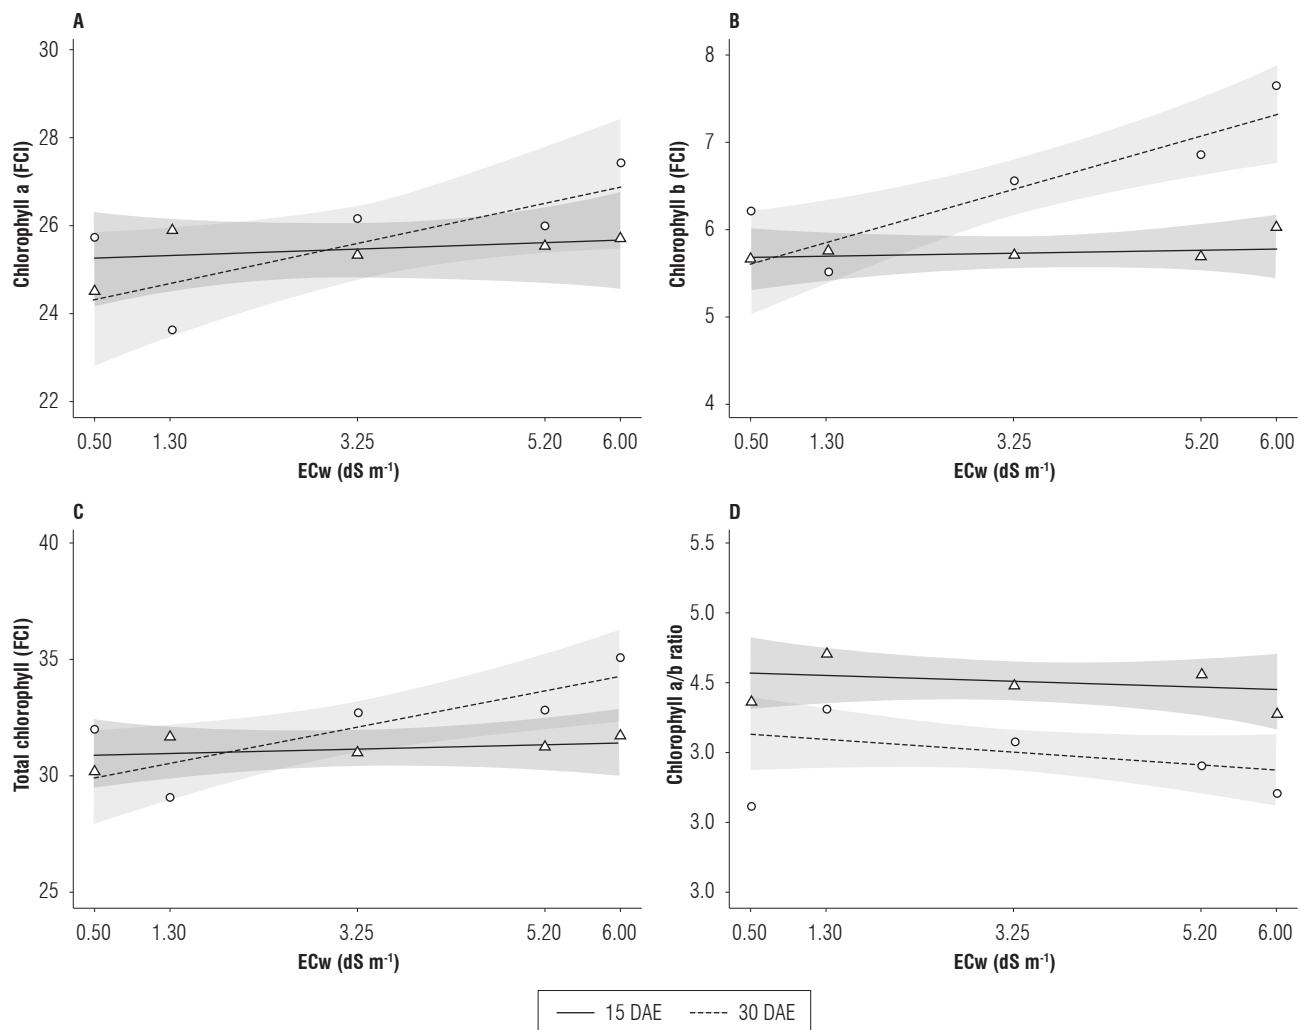 A
30
28
26
24
22
Chlorophyll a (FCI)
0.50 1.30 3.25 5.20 6.00
ECw (dS m-1)
B
8
7
6
5
4
Chlorophyll b (FCI)
0.50 1.30 3.25 5.20 6.00
ECw (dS m-1)
C
40
35
30
25
Total chlorophyll (FCI)
0.50 1.30 3.25 5.20 6.00
ECw (dS m-1)
D
5.5
5.0
4.5
3.0
3.0
3.0
Chlorophyll a/b ratio
0.50 1.30 3.25 5.20 6.00
ECw (dS m-1)
15 DAE 30 DAE